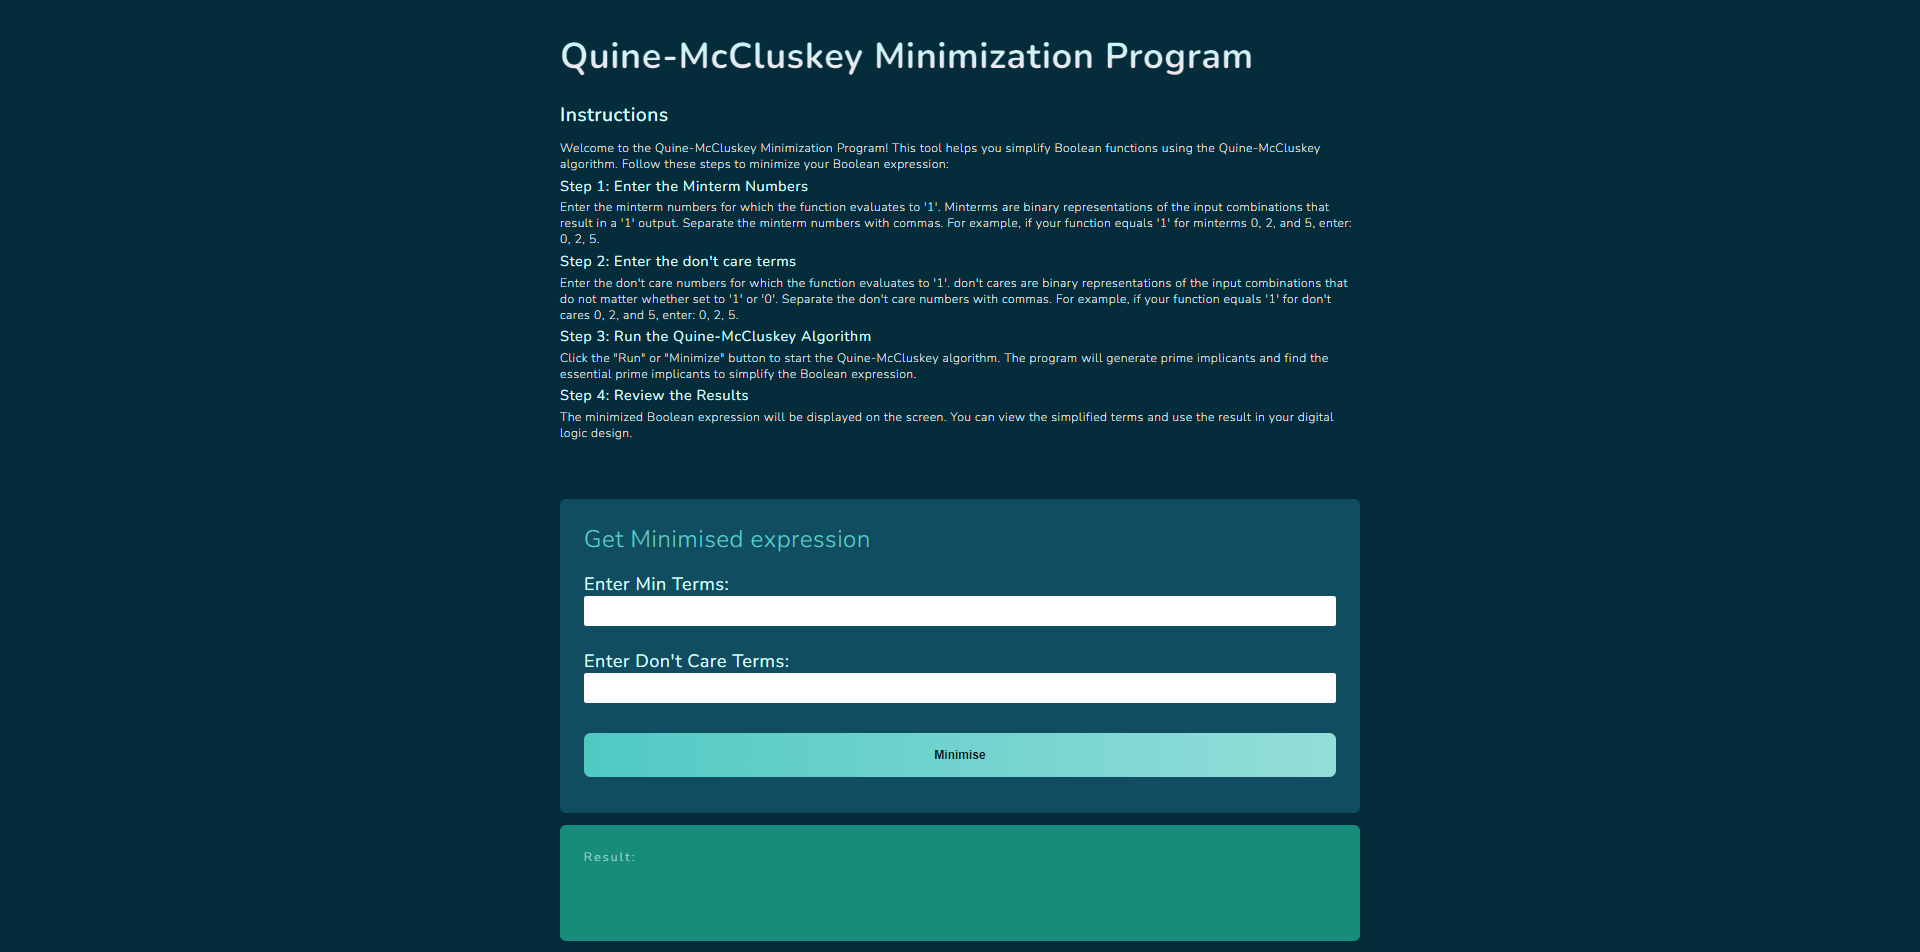 Quine-McCluskey Minimization Program
Instructions
Welcome to the Quine-McCluskey Minimization Program! This tool helps you simplify Boolean functions using the Quine-McCluskey
algorithm. Follow these steps to minimize your Boolean expression:
Step 1: Enter the Minterm Numbers
Enter the minterm numbers for which the function evaluates to '1'. Minterms are binary representations of the input combinations that
result in a '1' output. Separate the minterm numbers with commas. For example, if your function equals '1' for minterms 0, 2, and 5, enter:
0, 2, 5.
Step 2: Enter the don't care terms
Enter the don't care numbers for which the function evaluates to '1'. don't cares are binary representations of the input combinations that
do not matter whether set to '1' or '0'. Separate the don't care numbers with commas. For example, if your function equals '1' for don't
cares 0, 2, and 5, enter: 0, 2, 5.
Step 3: Run the Quine-McCluskey Algorithm
Click the "Run" or "Minimize" button to start the Quine-McCluskey algorithm. The program will generate prime implicants and find the
essential prime implicants to simplify the Boolean expression.
Step 4: Review the Results
The minimized Boolean expression will be displayed on the screen. You can view the simplified terms and use the result in your digital
logic design.
Get Minimised expression
Enter Min Terms:
Enter Don't Care Terms:
Minimise
Result: